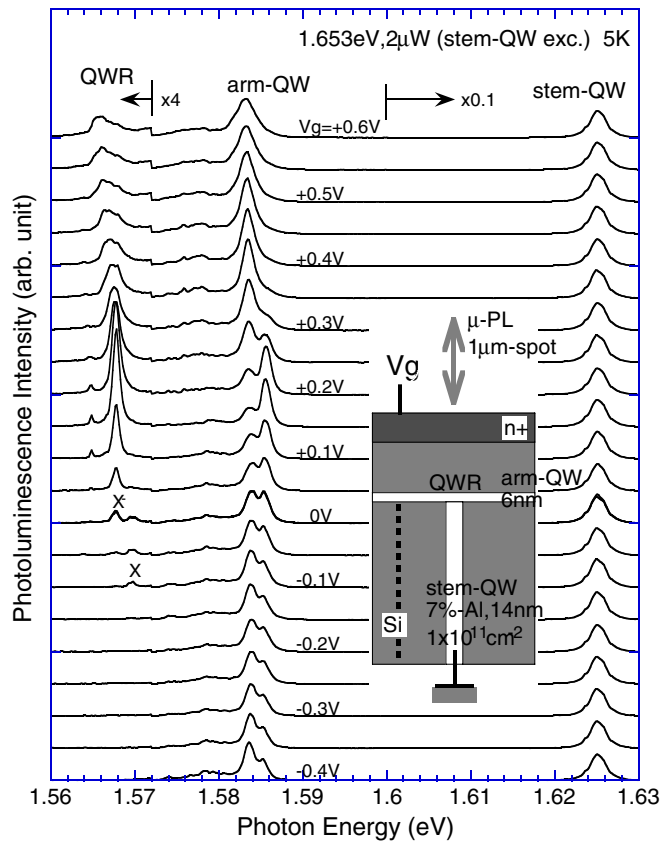 1.653eV,2μW (stem-QW exc.) 5K
QWR
x4
arm-QW
x0.1
stem-QW
Vg=+0.6V
+0.5V
+0.4V
+0.3V
+0.2V
+0.1V
0V
-0.1V
-0.2V
-0.3V
-0.4V
X-
X
μ-PL
1μm-spot
Vg
n+
QWR
arm-QW
6nm
stem-QW
7%-Al,14nm
1x10¹¹cm²
Si
Photoluminescence Intensity (arb. unit)
1.56 1.57 1.58 1.59 1.6 1.61 1.62 1.63
Photon Energy (eV)